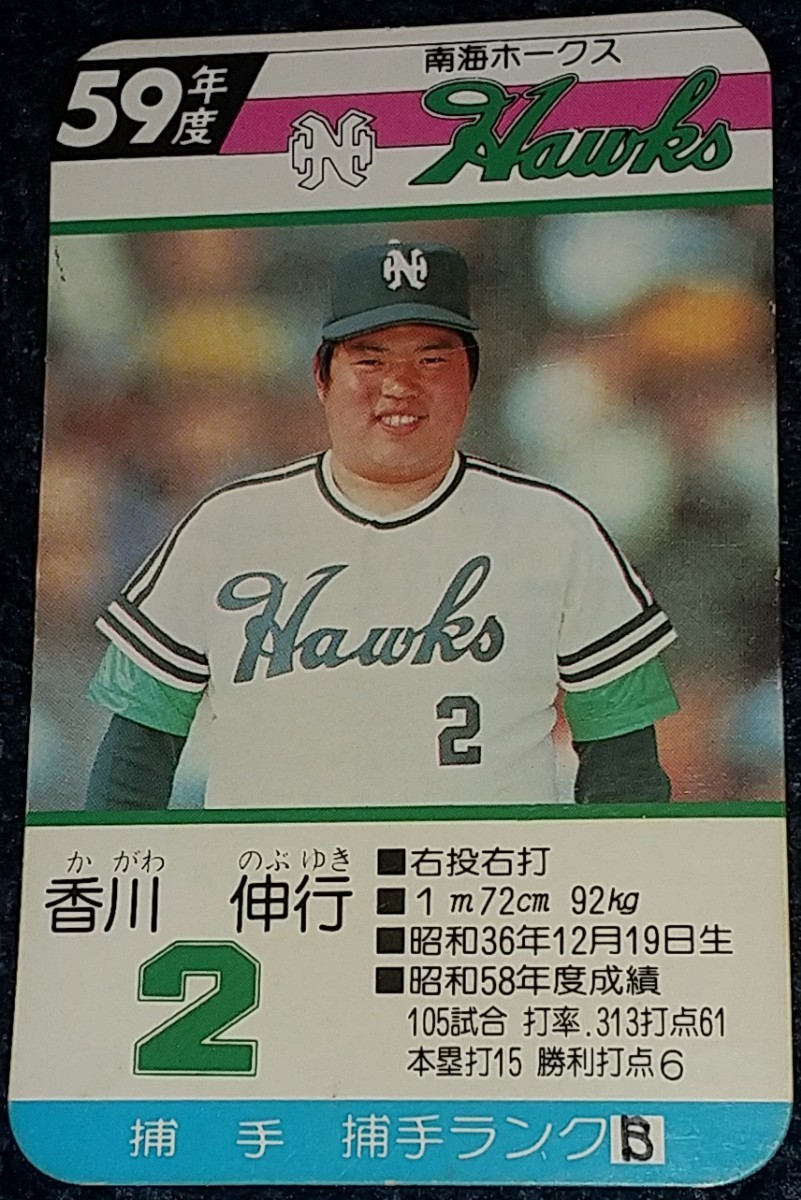 59年度
南海ホークス
NH Hawks
NH
Hawks
2
かがわ のぶゆき
香川 伸行
2
■右投右打
■1m72cm 92kg
■昭和36年12月19日生
■昭和58年度成績
105試合 打率.313打点61
本塁打15 勝利打点6
捕手 捕手ランクB